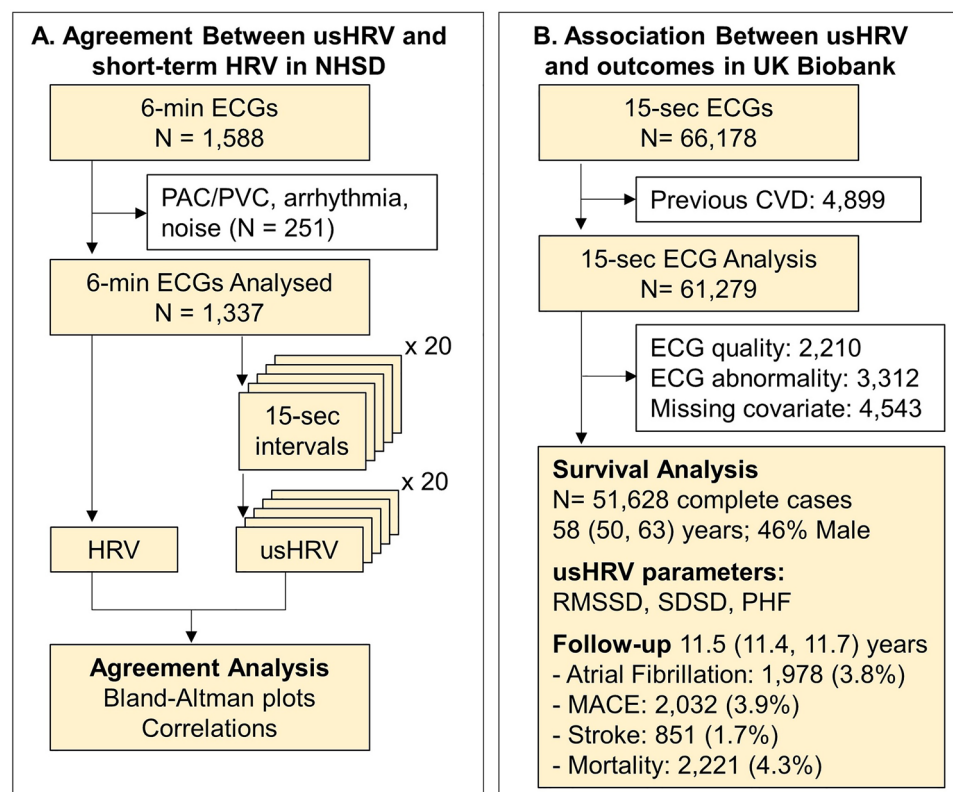 A. Agreement Between usHRV and
short-term HRV in NHSD
6-min ECGs
N = 1,588
PAC/PVC, arrhythmia,
noise (N = 251)
6-min ECGs Analysed
N = 1,337
x 20
15-sec
intervals
x 20
HRV
usHRV
Agreement Analysis
Bland-Altman plots
Correlations
B. Association Between usHRV
and outcomes in UK Biobank
15-sec ECGs
N= 66,178
Previous CVD: 4,899
15-sec ECG Analysis
N= 61,279
ECG quality: 2,210
ECG abnormality: 3,312
Missing covariate: 4,543
Survival Analysis
N= 51,628 complete cases
58 (50, 63) years; 46% Male
usHRV parameters:
RMSSD, SDSD, PHF
Follow-up 11.5 (11.4, 11.7) years
- Atrial Fibrillation: 1,978 (3.8%)
- MACE: 2,032 (3.9%)
- Stroke: 851 (1.7%)
- Mortality: 2,221 (4.3%)